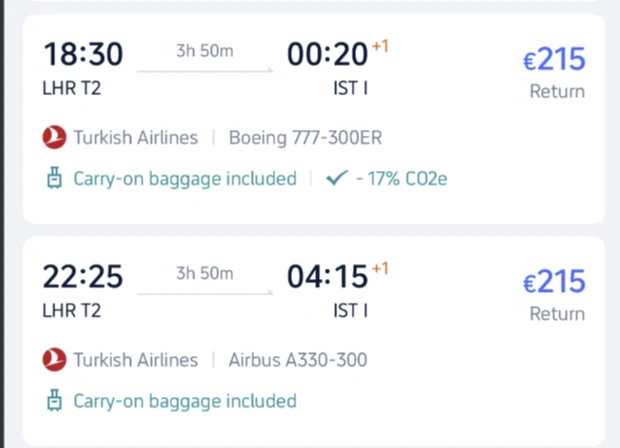 18:30 3h 50m 00:20 +1 €215
LHR T2 IST I Return
Turkish Airlines | Boeing 777-300ER
Carry-on baggage included | - 17% CO2e
22:25 3h 50m 04:15 +1 €215
LHR T2 IST I Return
Turkish Airlines | Airbus A330-300
Carry-on baggage included